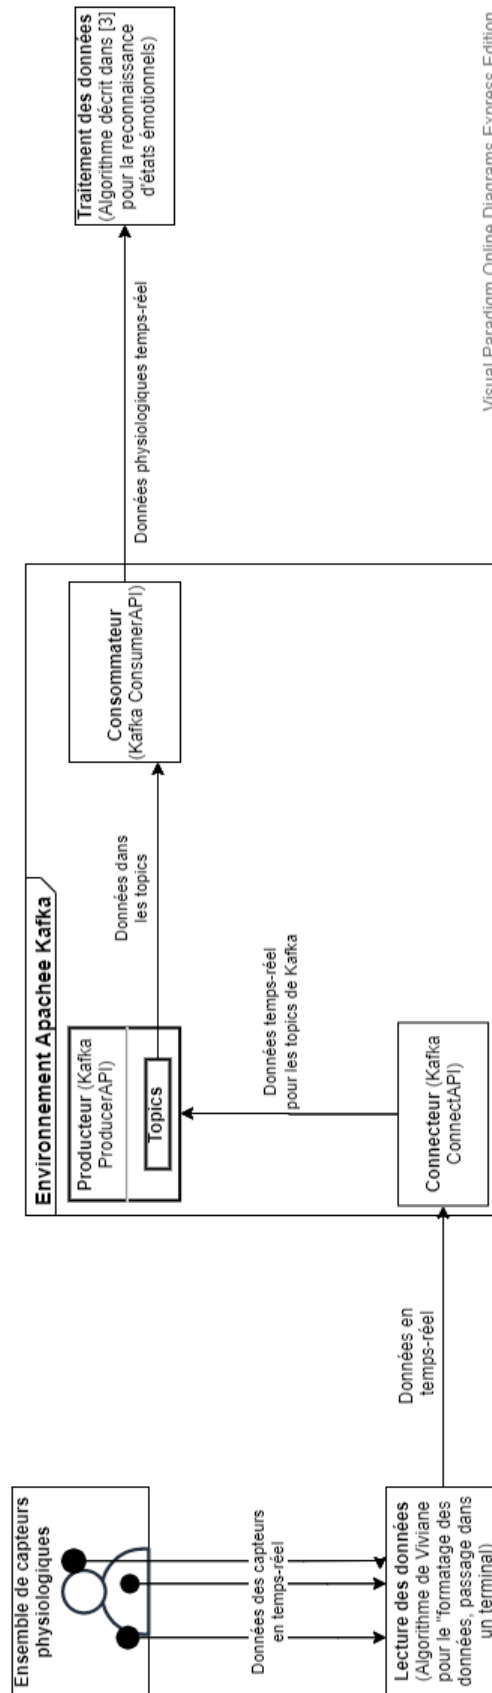 Ensemble de capteurs
physiologiques
Données des capteurs
en temps-réel
Lecture des données
(Algorithme de Viviane
pour le "formatage des
données, passage dans
un terminal)
Données en
temps-réel
Environnement Apachee Kafka
Connecteur (Kafka
ConnectAPI)
Données temps-réel
pour les topics de Kafka
Producteur (Kafka
ProducerAPI)
Topics
Données dans
les topics
Consommateur
(Kafka ConsumerAPI)
Données physiologiques temps-réel
Traitement des données
(Algorithme décrit dans [3]
pour la reconnaissance
d'états émotionnels)
Visual Paradigm Online Diagrams Express Edition